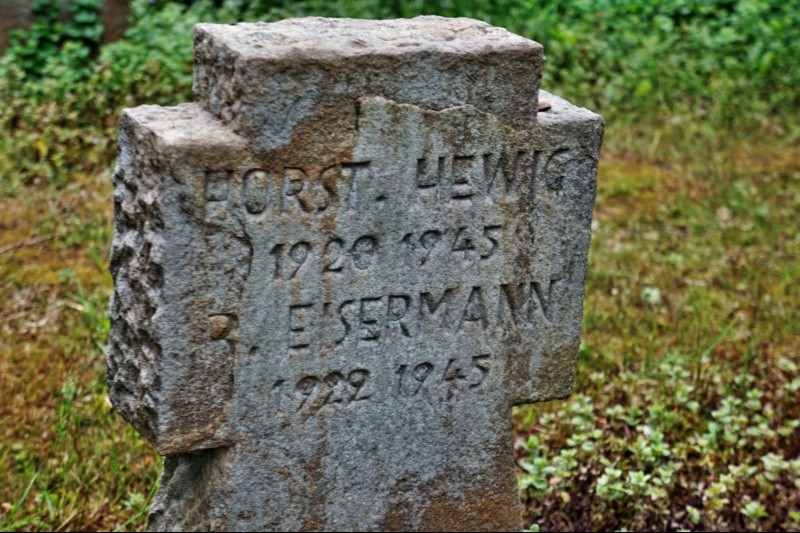 HORST. HEWIG
1920 1945
R. EISERMANN
1922 1945